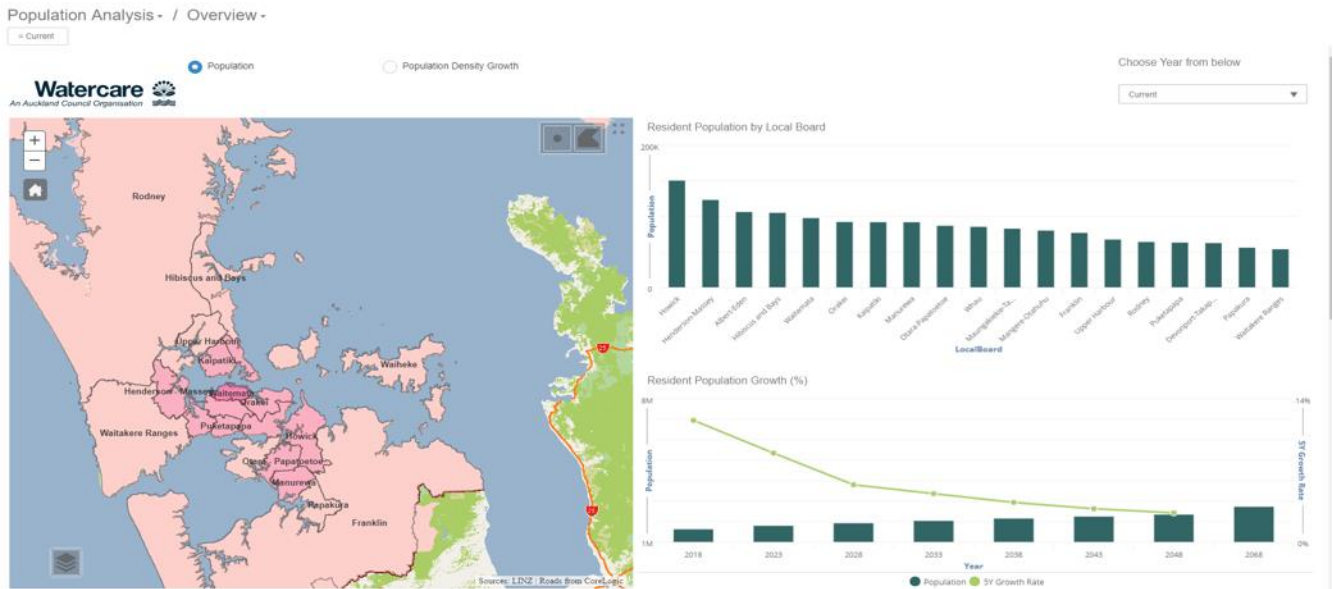 Population Analysis - / Overview -
« Current
Population
Population Density Growth
Choose Year from below
Current
Watercare
An Auckland Council Organisation
+
−
Rodney
Hibiscus and Bays
Upper Harbour
Kaipatiki
Waiheke
Henderson - Massey
Waitemata
Orakei
Waitakere Ranges
Puketapapa
Howick
Otara - Papatoetoe
Manurewa
Papakura
Franklin
25
Sources: LINZ | Roads from CoreLogic
Resident Population by Local Board
200K
Population
0
Howick
Henderson-Massey
Albert-Eden
Hibiscus and Bays
Waitemata
Orakei
Kaipatiki
Manurewa
Otara-Papatoetoe
Whau
Maungakiekie-Ta...
Mangere-Otahuhu
Franklin
Upper Harbour
Rodney
Puketapapa
Devonport-Takap...
Papakura
Waitakere Ranges
LocalBoard
Resident Population Growth (%)
8M
14%
Population
5Y Growth Rate
1M
0%
2018
2023
2028
2033
2038
2043
2048
2068
Year
Population
5Y Growth Rate